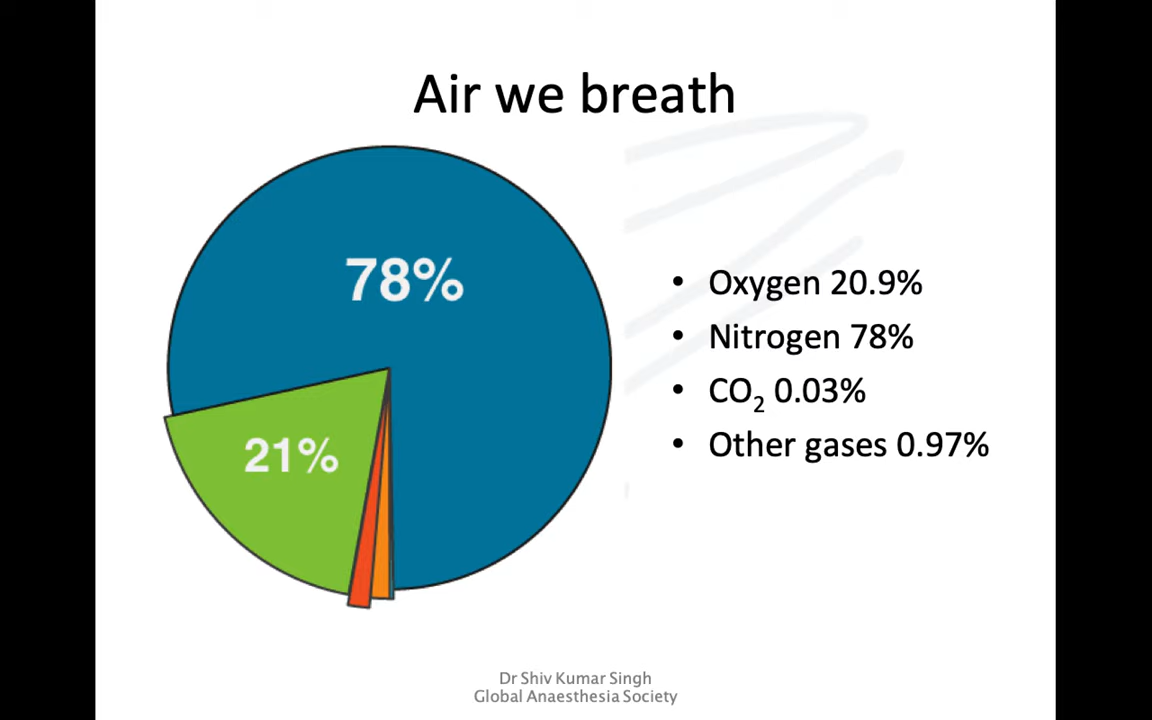 Air we breath
78%
21%
• Oxygen 20.9%
• Nitrogen 78%
• CO₂ 0.03%
• Other gases 0.97%
Dr Shiv Kumar Singh
Global Anaesthesia Society